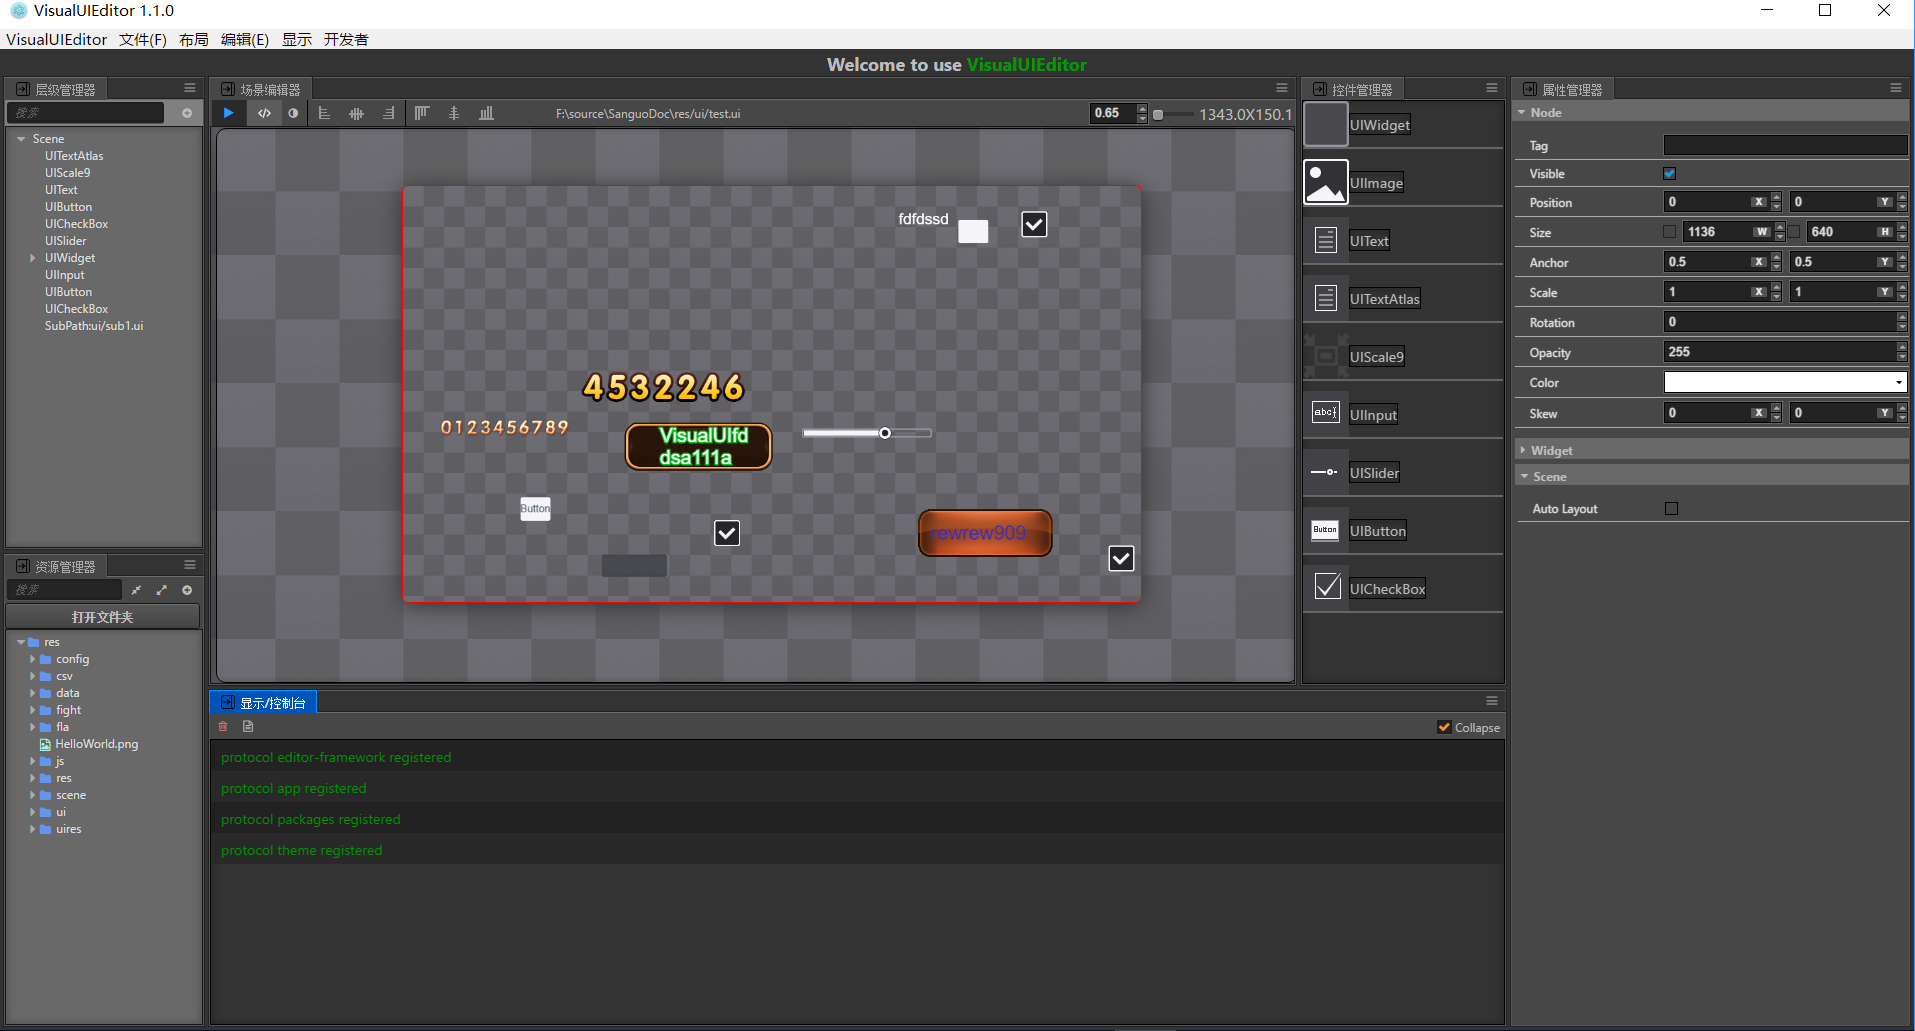 VisualUIEditor 1.1.0
VisualUIEditor 文件(F) 布局 编辑(E) 显示 开发者
Welcome to use VisualUIEditor
层级管理器
搜索
Scene
UITextAtlas
UIScale9
UIText
UIButton
UICheckBox
UISlider
UIWidget
UIInput
UIButton
UICheckBox
SubPath:ui/sub1.ui
资源管理器
搜索
打开文件夹
res
config
csv
data
fight
fla
HelloWorld.png
js
res
scene
ui
uires
场景编辑器
F:\source\SanguoDoc\res/ui/test.ui
0.65
1343.0X150.1
fdfdssd
4532246
0123456789
VisualUIfd
dsa111a
Button
rewrew909
显示/控制台
Collapse
protocol editor-framework registered
protocol app registered
protocol packages registered
protocol theme registered
控件管理器
UIWidget
UIImage
UIText
UITextAtlas
UIScale9
abc UIInput
UISlider
Button UIButton
UICheckBox
属性管理器
Node
Tag
Visible
Position 0 X 0 Y
Size 1136 W 640 H
Anchor 0.5 X 0.5 Y
Scale 1 X 1 Y
Rotation 0
Opacity 255
Color
Skew 0 X 0 Y
Widget
Scene
Auto Layout